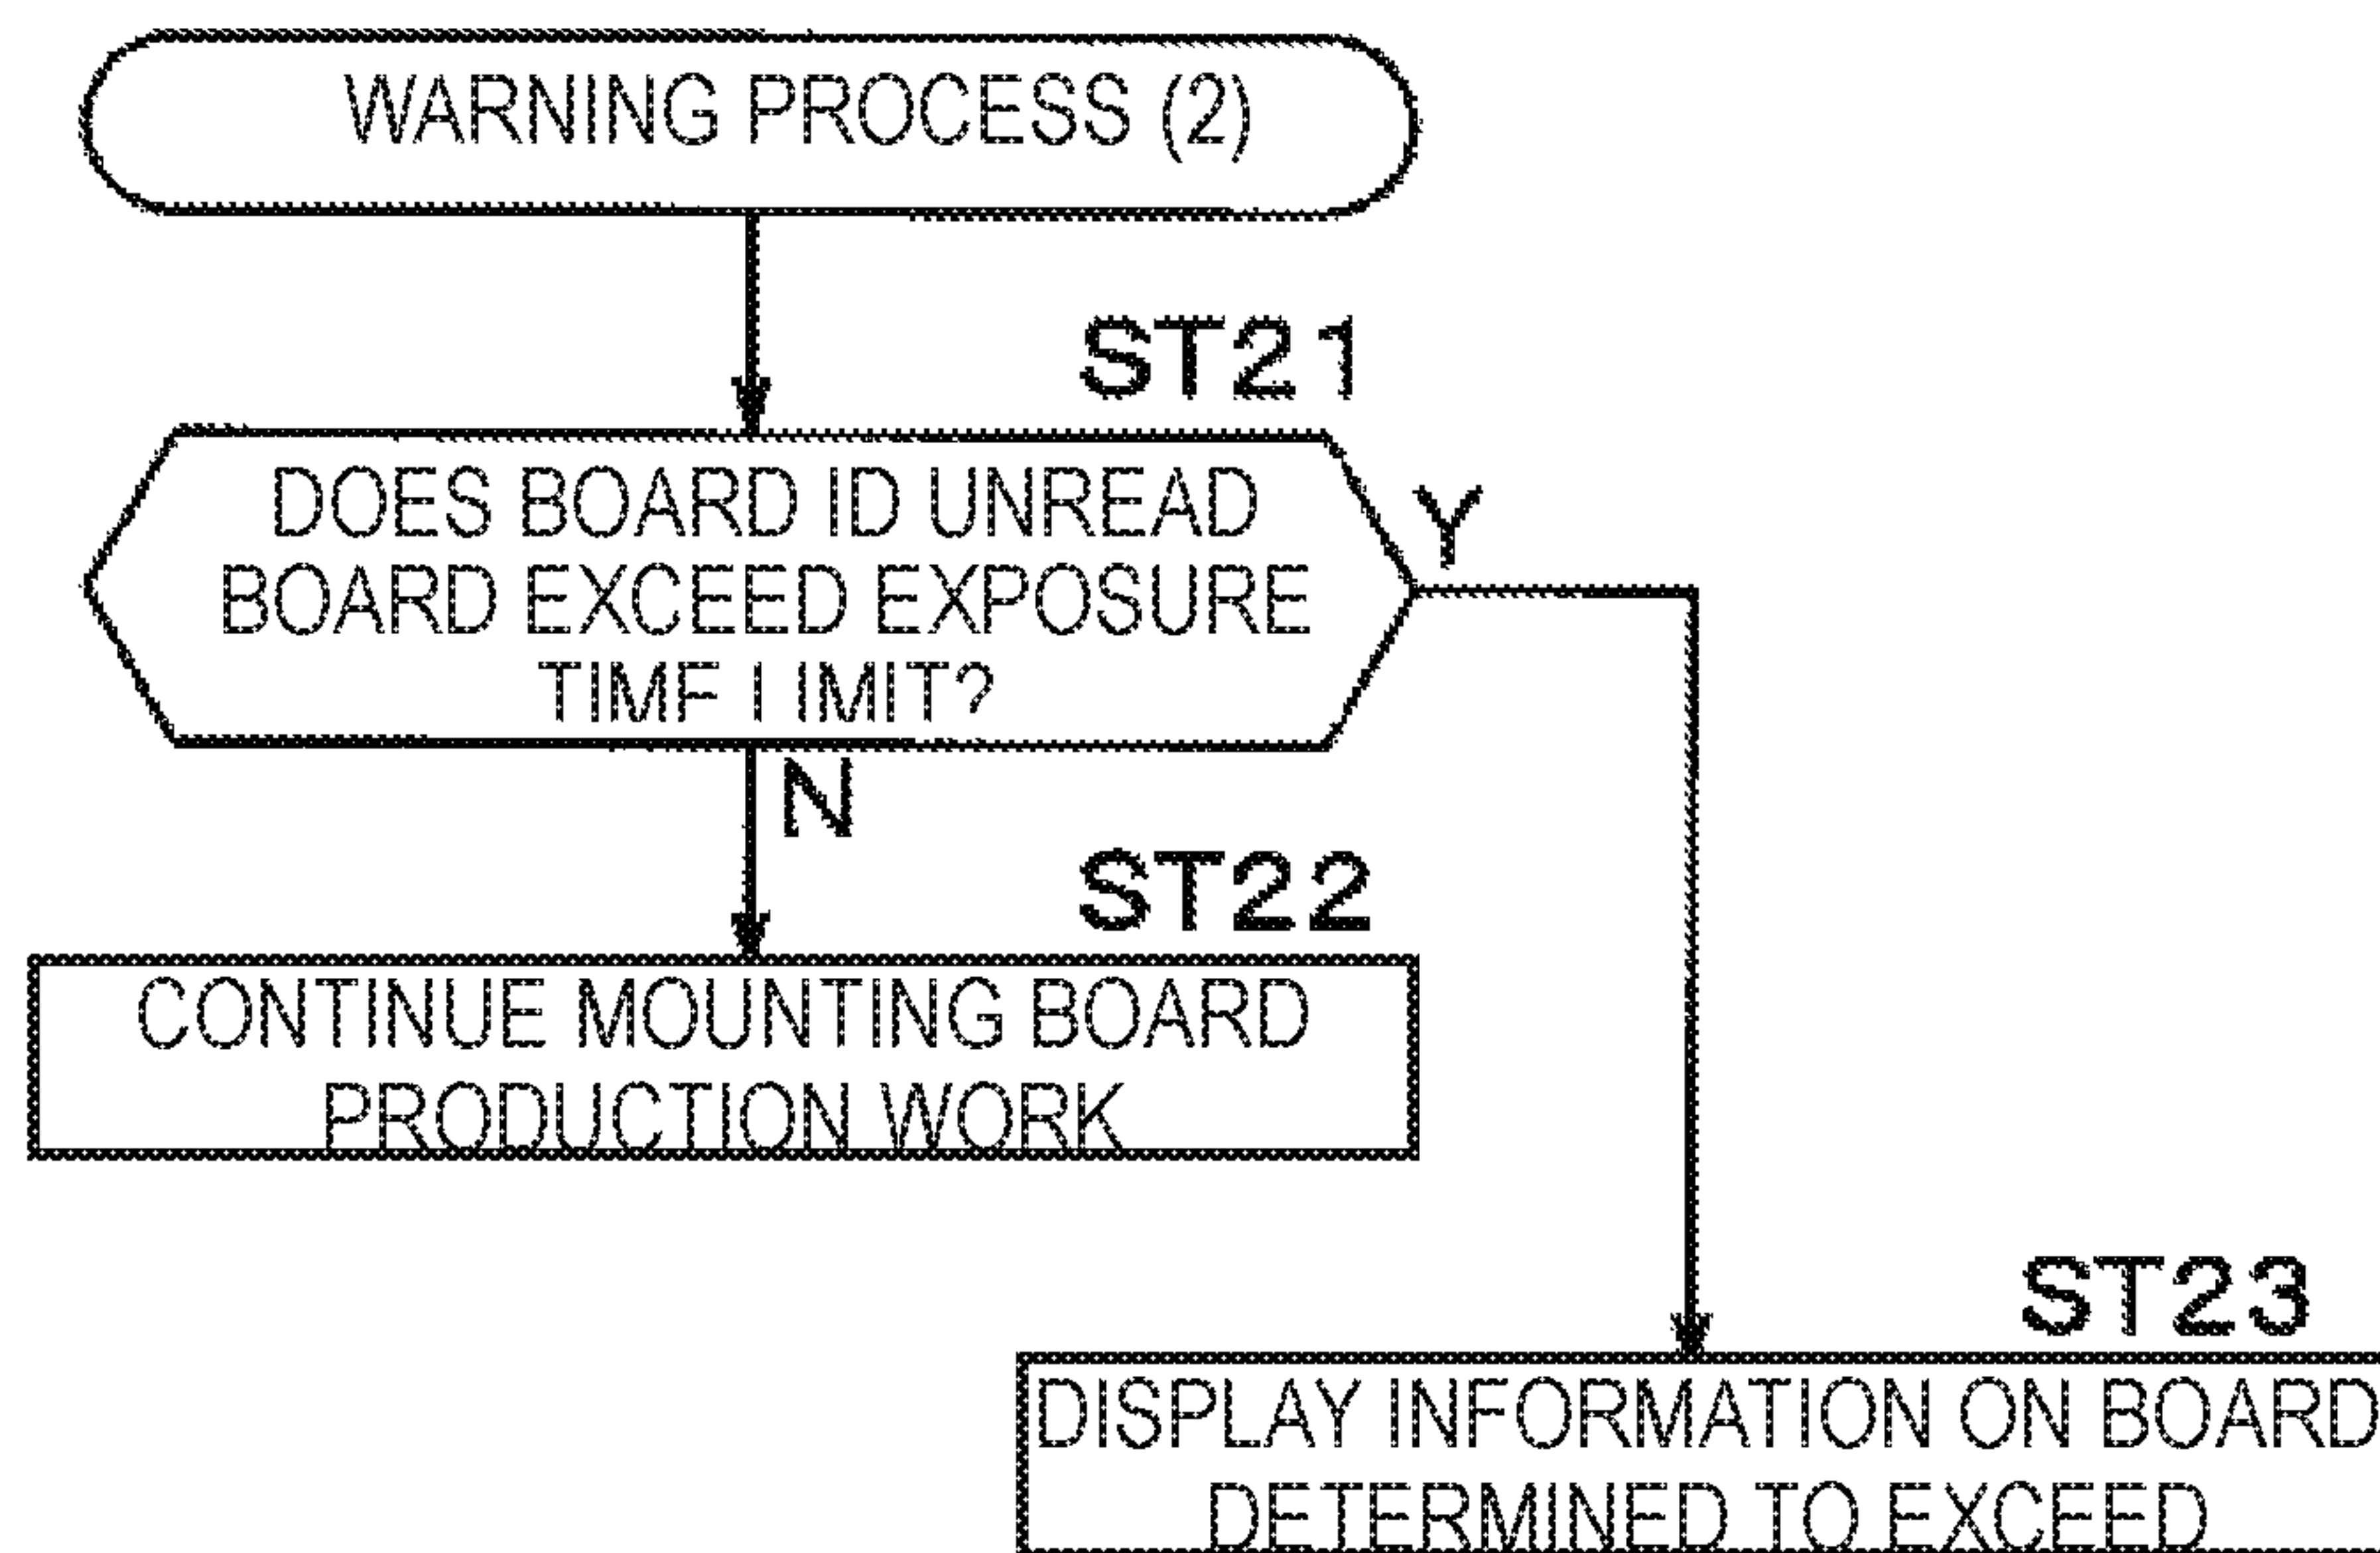 WARNING PROCESS (2)
ST21
DOES BOARD ID UNREAD
BOARD EXCEED EXPOSURE
TIME LIMIT?
Y
N
ST22
CONTINUE MOUNTING BOARD
PRODUCTION WORK
ST23
DISPLAY INFORMATION ON BOARD
DETERMINED TO EXCEED